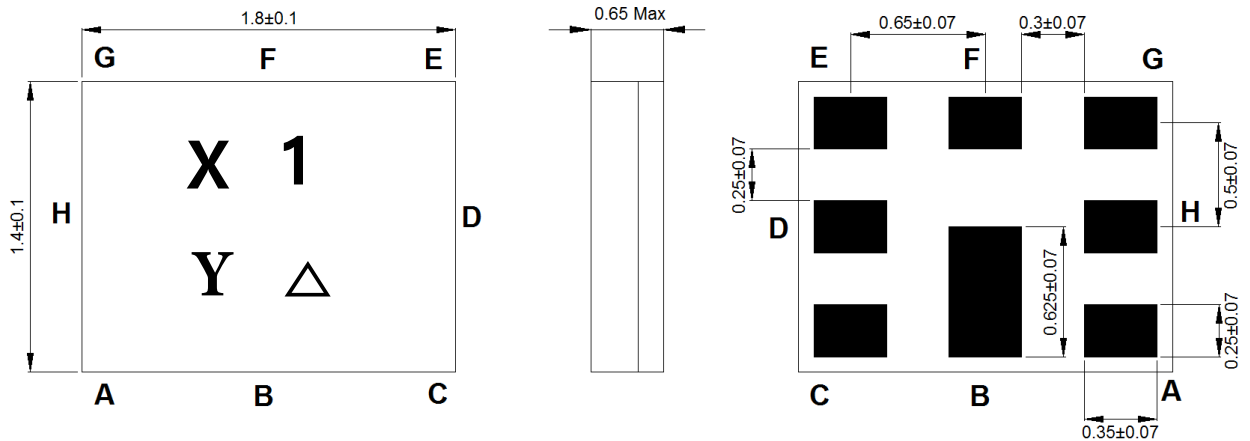 1.8±0.1
0.65 Max
0.65±0.07
0.3±0.07
G F E
E F G
X 1
1.4±0.1
H
D
0.25±0.07
0.5±0.07
D
H
Y △
0.625±0.07
0.25±0.07
A B C
C B A
0.35±0.07